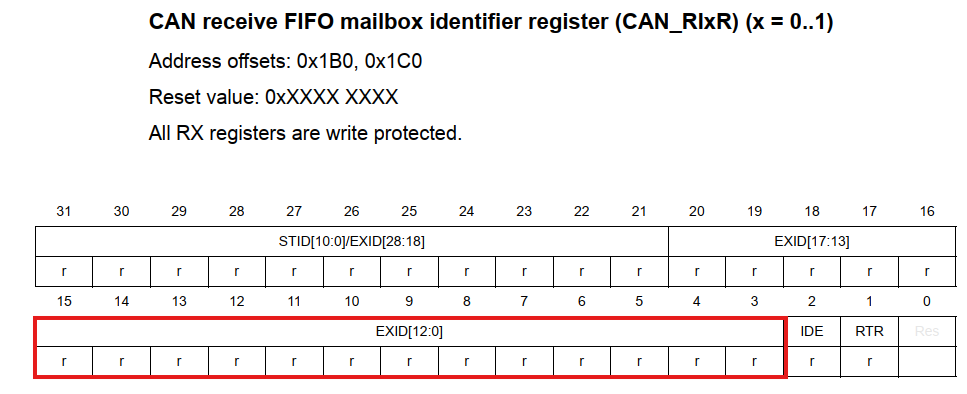 CAN receive FIFO mailbox identifier register (CAN_RIxR) (x = 0..1)
Address offsets: 0x1B0, 0x1C0
Reset value: 0xXXXX XXXX
All RX registers are write protected.
31 30 29 28 27 26 25 24 23 22 21 20 19 18 17 16
STID[10:0]/EXID[28:18] EXID[17:13]
r r r r r r r r r r r r r r r r
15 14 13 12 11 10 9 8 7 6 5 4 3 2 1 0
EXID[12:0] IDE RTR Res
r r r r r r r r r r r r r r r